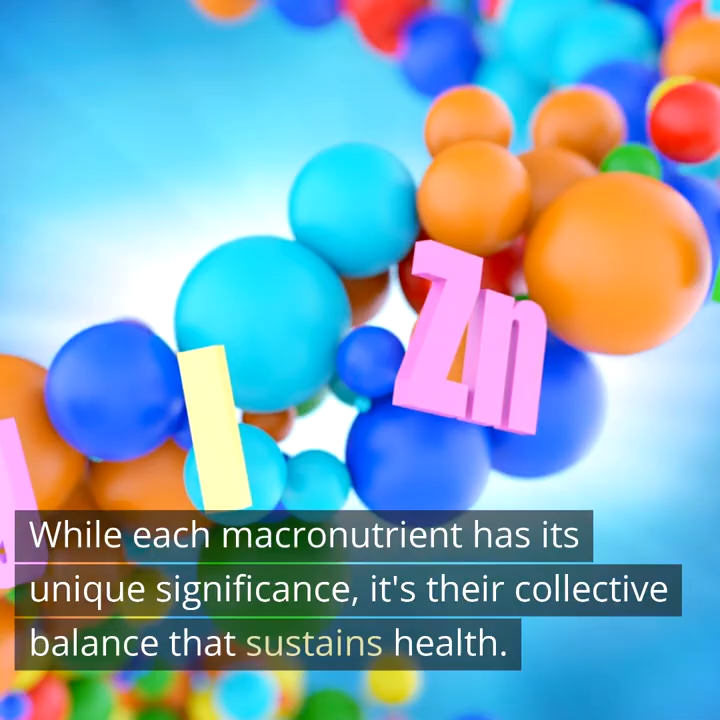 Zn
I
While each macronutrient has its
unique significance, it's their collective
balance that sustains health.